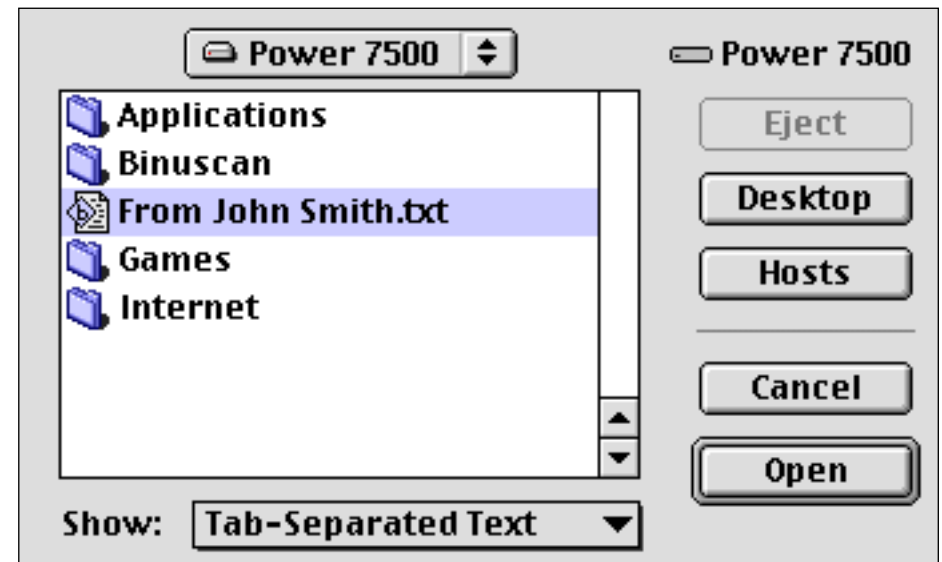 Power 7500
Power 7500
Applications
Binuscan
From John Smith.txt
Games
Internet
Eject
Desktop
Hosts
Cancel
Open
Show: Tab-Separated Text